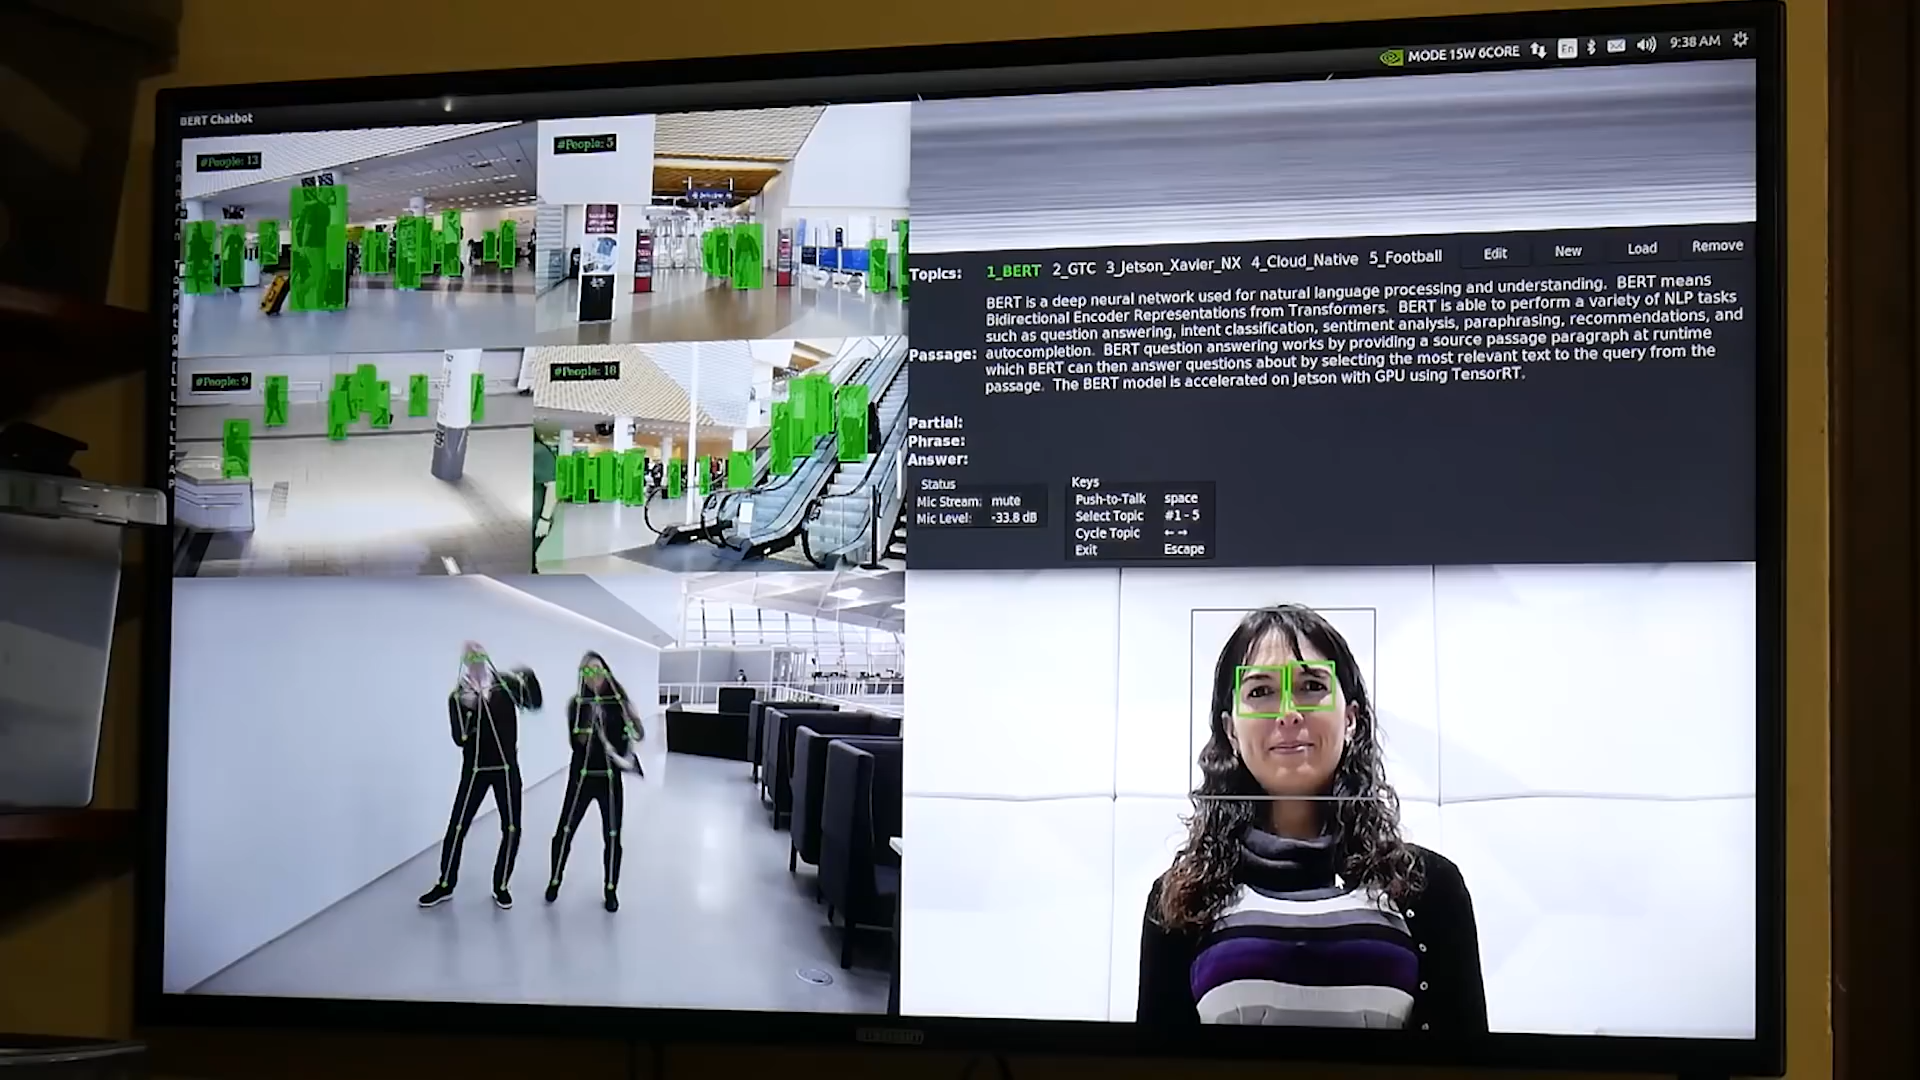 MODE 15W 6CORE En 9:38 AM
BERT Chatbot
#People: 13
#People: 5
#People: 9
#People: 18
Topics: 1_BERT 2_GTC 3_Jetson_Xavier_NX 4_Cloud_Native 5_Football Edit New Load Remove
Passage:
BERT is a deep neural network used for natural language processing and understanding. BERT means
Bidirectional Encoder Representations from Transformers. BERT is able to perform a variety of NLP tasks
such as question answering, intent classification, sentiment analysis, paraphrasing, recommendations, and
autocompletion. BERT question answering works by providing a source passage paragraph at runtime
which BERT can then answer questions about by selecting the most relevant text to the query from the
passage. The BERT model is accelerated on Jetson with GPU using TensorRT.
Partial:
Phrase:
Answer:
Status
Mic Stream: mute
Mic Level: -33.8 dB
Keys
Push-to-Talk space
Select Topic #1 - 5
Cycle Topic ← →
Exit Escape